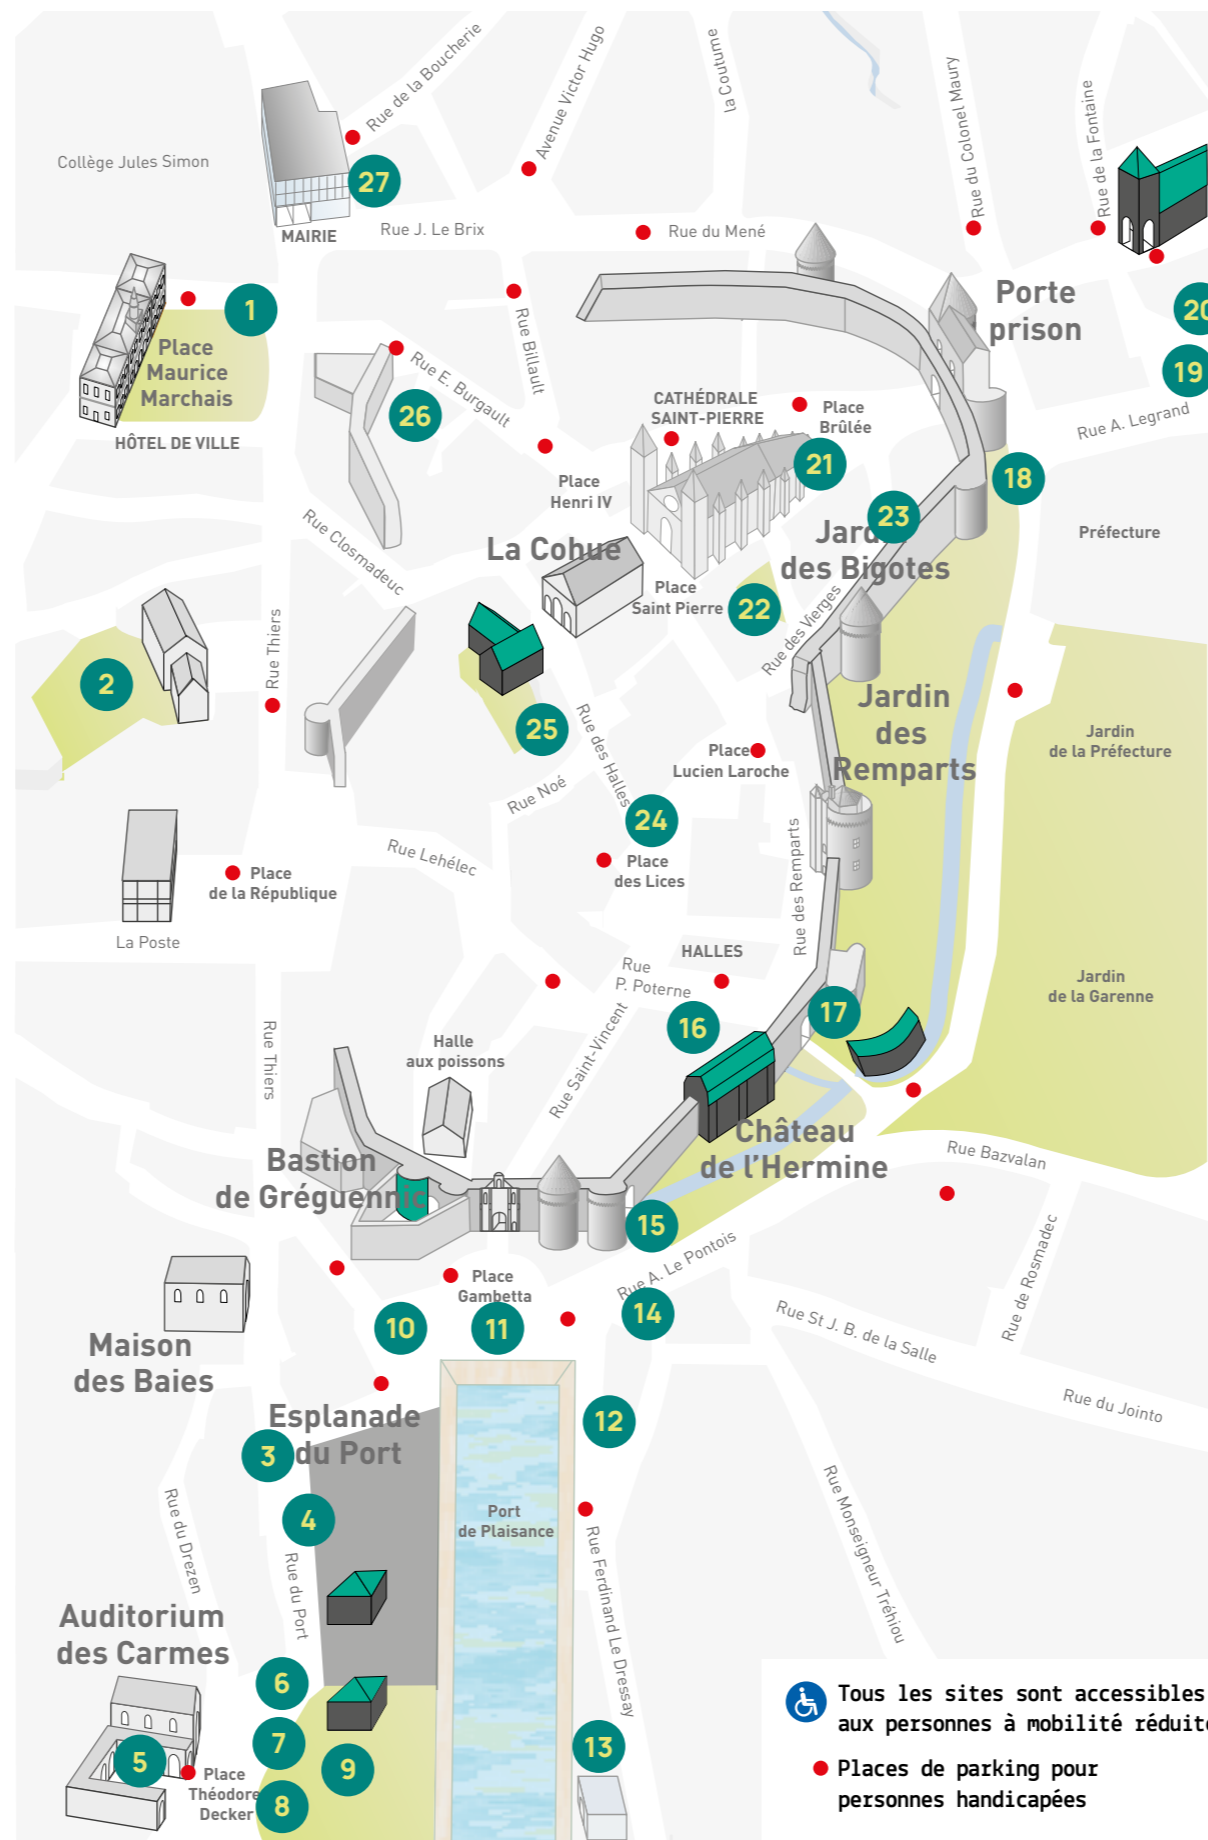 Rue de la Boucherie
Avenue Victor Hugo
la Coutume
Rue du Colonel Maury
Rue de la Fontaine
Collège Jules Simon
27
MAIRIE
Rue J. Le Brix
Rue du Mené
Porte
prison
1
20
Place
Maurice
Marchais
HÔTEL DE VILLE
Rue Billault
Rue E. Burgault
26
19
Rue A. Legrand
CATHÉDRALE
SAINT-PIERRE
Place
Brûlée
21
18
Place
Henri IV
23
Préfecture
Rue Closmadeuc
La Cohue
Jardin
des Bigotes
Place
Saint Pierre
22
Rue des Vierges
2
Rue Thiers
25
Rue des Halles
Jardin
des
Remparts
Jardin
de la Préfecture
Place
Lucien Laroche
Rue Noé
24
Rue Lehélec
Place
des Lices
Rue des Remparts
Place
de la République
La Poste
HALLES
Rue
P. Poterne
Jardin
de la Garenne
16
17
Rue Thiers
Halle
aux poissons
Rue Saint-Vincent
Château
de l'Hermine
Rue Bazvalan
Bastion
de Gréguennic
15
Rue A. Le Pontois
Rue de Rosmadec
Place
Gambetta
10
11
14
Rue St J. B. de la Salle
Maison
des Baies
Rue du Jointo
Esplanade
du Port
12
3
4
Port
de Plaisance
Rue du Drezen
Rue du Port
Rue Ferdinand Le Dressay
Rue Monseigneur Tréhiou
Auditorium
des Carmes
6
7
5
9
13
Place
Théodore
Decker
8
Tous les sites sont accessibles
aux personnes à mobilité réduite
Places de parking pour
personnes handicapées